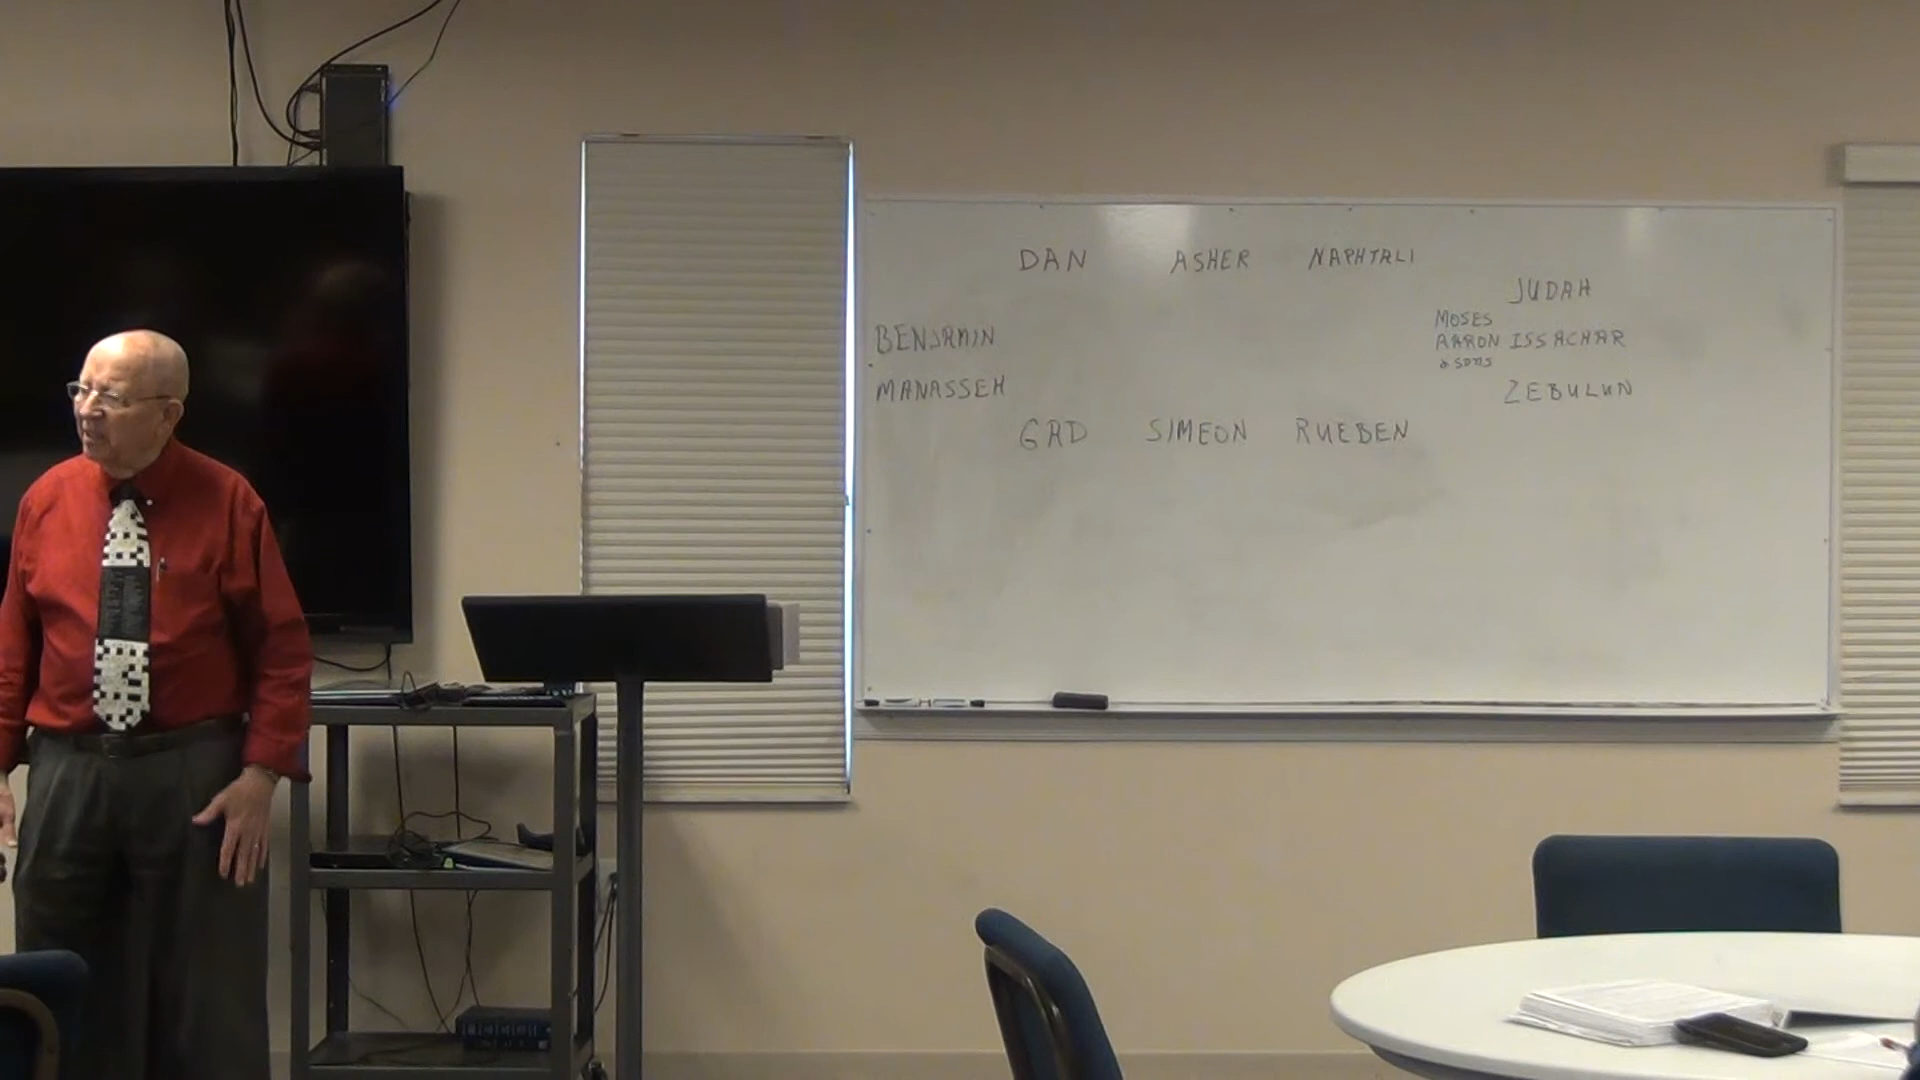 DAN ASHER NAPHTALI
JUDAH
MOSES
BENJAMIN
AARON ISSACHAR
& SONS
MANASSEH
ZEBULUN
GAD SIMEON RUEBEN